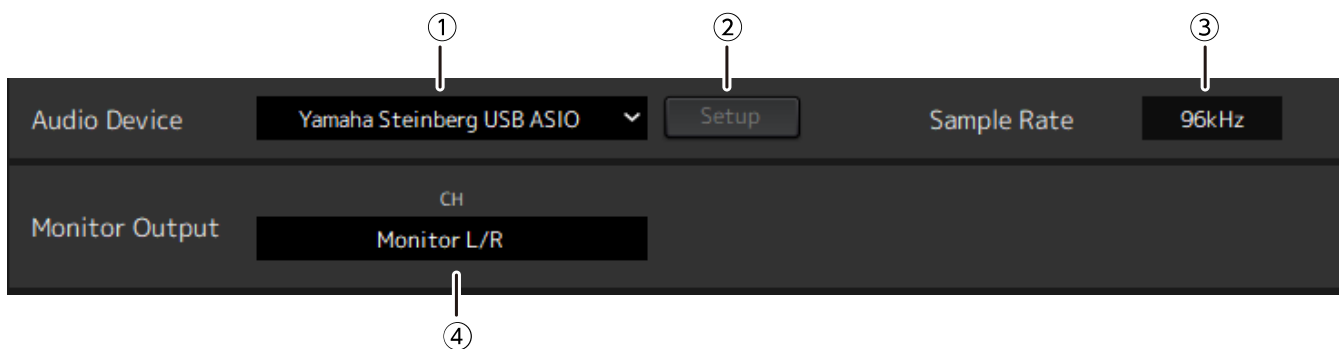 ① ② ③
Audio Device Yamaha Steinberg USB ASIO Setup Sample Rate 96kHz
CH
Monitor Output Monitor L/R
④